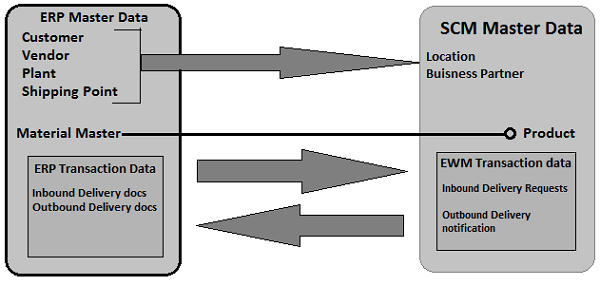 ERP Master Data
Customer
Vendor
Plant
Shipping Point
Material Master
ERP Transaction Data
Inbound Delivery docs
Outbound Delivery docs
SCM Master Data
Location
Buisness Partner
Product
EWM Transaction data
Inbound Delivery Requests
Outbound Delivery
notification